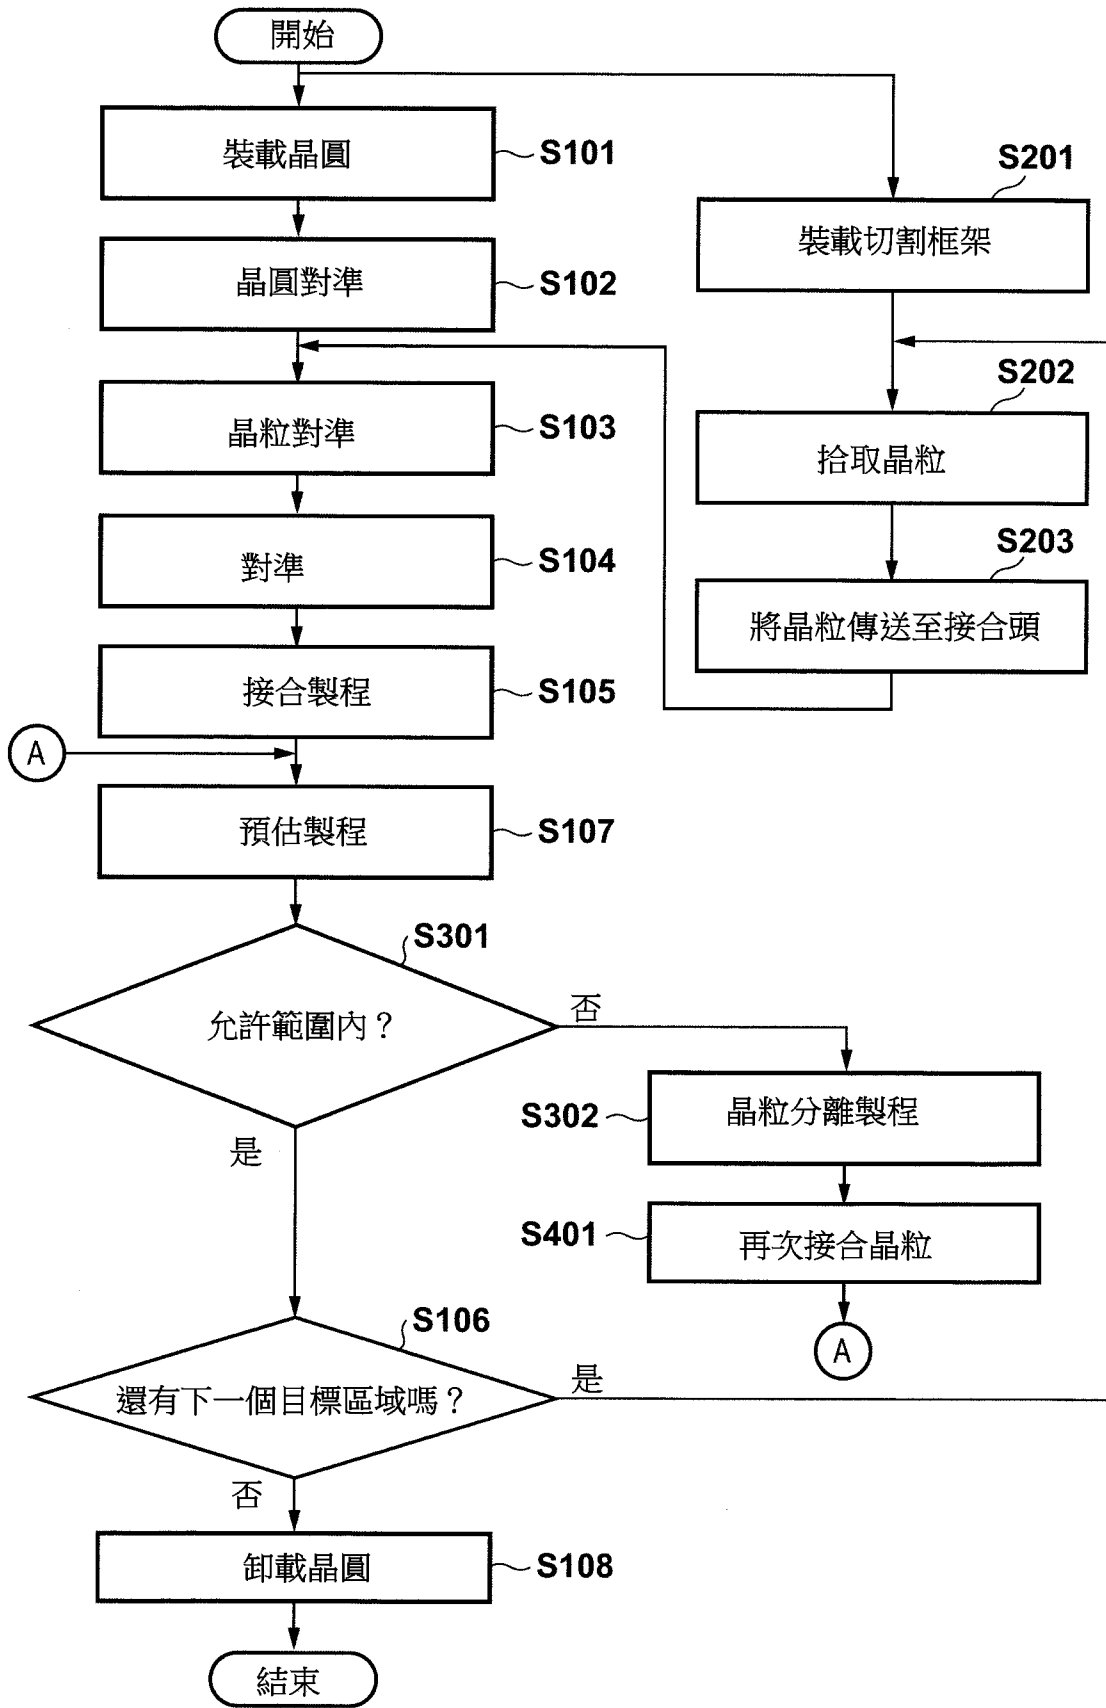 開始
裝載晶圓
S101
S201
裝載切割框架
晶圓對準
S102
S202
晶粒對準
S103
拾取晶粒
S203
對準
S104
將晶粒傳送至接合頭
接合製程
S105
A
預估製程
S107
S301
允許範圍內？
否
S302
晶粒分離製程
是
S401
再次接合晶粒
S106
A
還有下一個目標區域嗎？
是
否
卸載晶圓
S108
結束